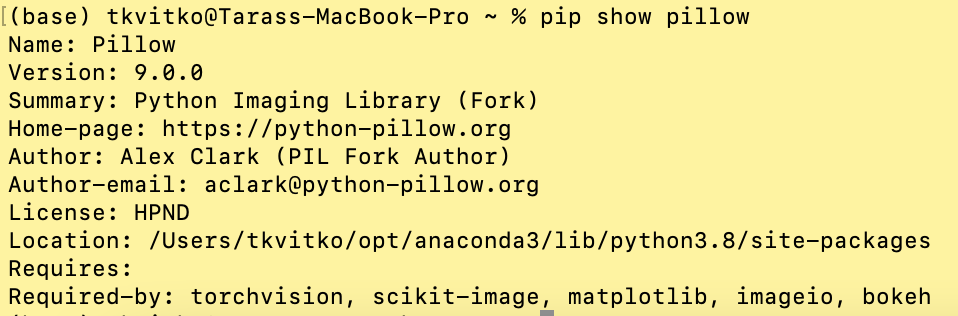 [(base) tkvitko@Tarass-MacBook-Pro ~ % pip show pillow
Name: Pillow
Version: 9.0.0
Summary: Python Imaging Library (Fork)
Home-page: https://python-pillow.org
Author: Alex Clark (PIL Fork Author)
Author-email: aclark@python-pillow.org
License: HPND
Location: /Users/tkvitko/opt/anaconda3/lib/python3.8/site-packages
Requires:
Required-by: torchvision, scikit-image, matplotlib, imageio, bokeh